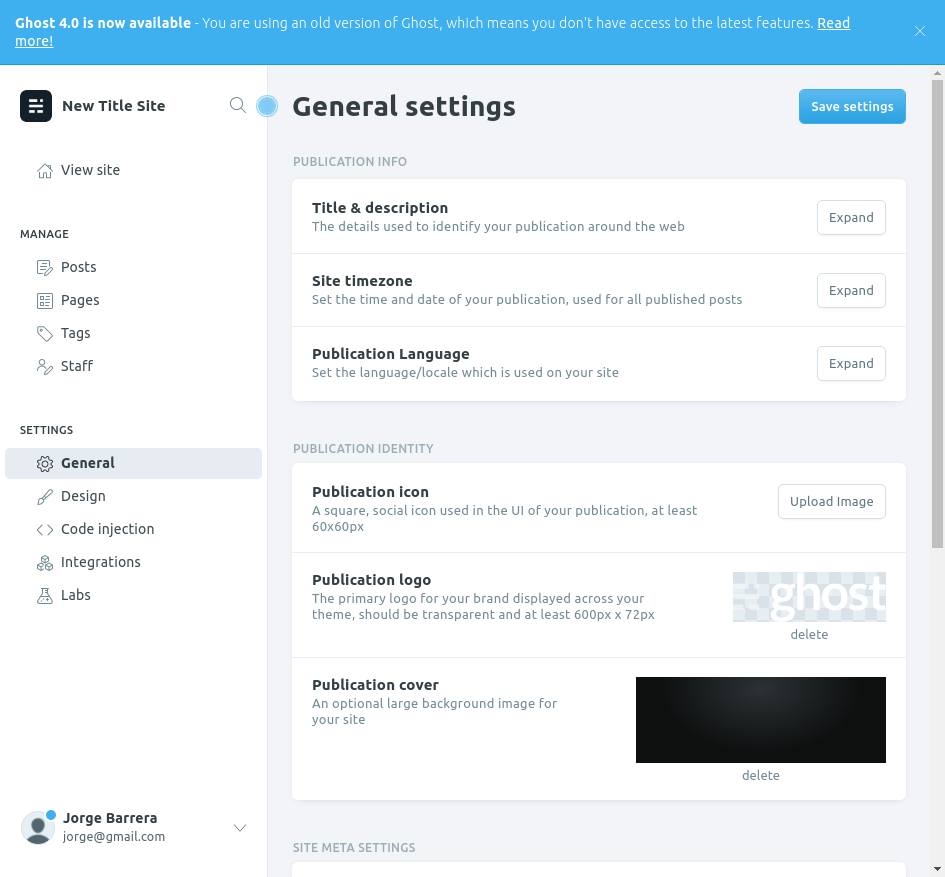 Ghost 4.0 is now available - You are using an old version of Ghost, which means you don't have access to the latest features. Read
more!
New Title Site
View site
MANAGE
Posts
Pages
Tags
Staff
SETTINGS
General
Design
Code injection
Integrations
Labs
Jorge Barrera
jorge@gmail.com
General settings
Save settings
PUBLICATION INFO
Title & description
The details used to identify your publication around the web
Expand
Site timezone
Set the time and date of your publication, used for all published posts
Expand
Publication Language
Set the language/locale which is used on your site
Expand
PUBLICATION IDENTITY
Publication icon
A square, social icon used in the UI of your publication, at least
60x60px
Upload Image
Publication logo
The primary logo for your brand displayed across your
theme, should be transparent and at least 600px x 72px
ghost
delete
Publication cover
An optional large background image for
your site
delete
SITE META SETTINGS